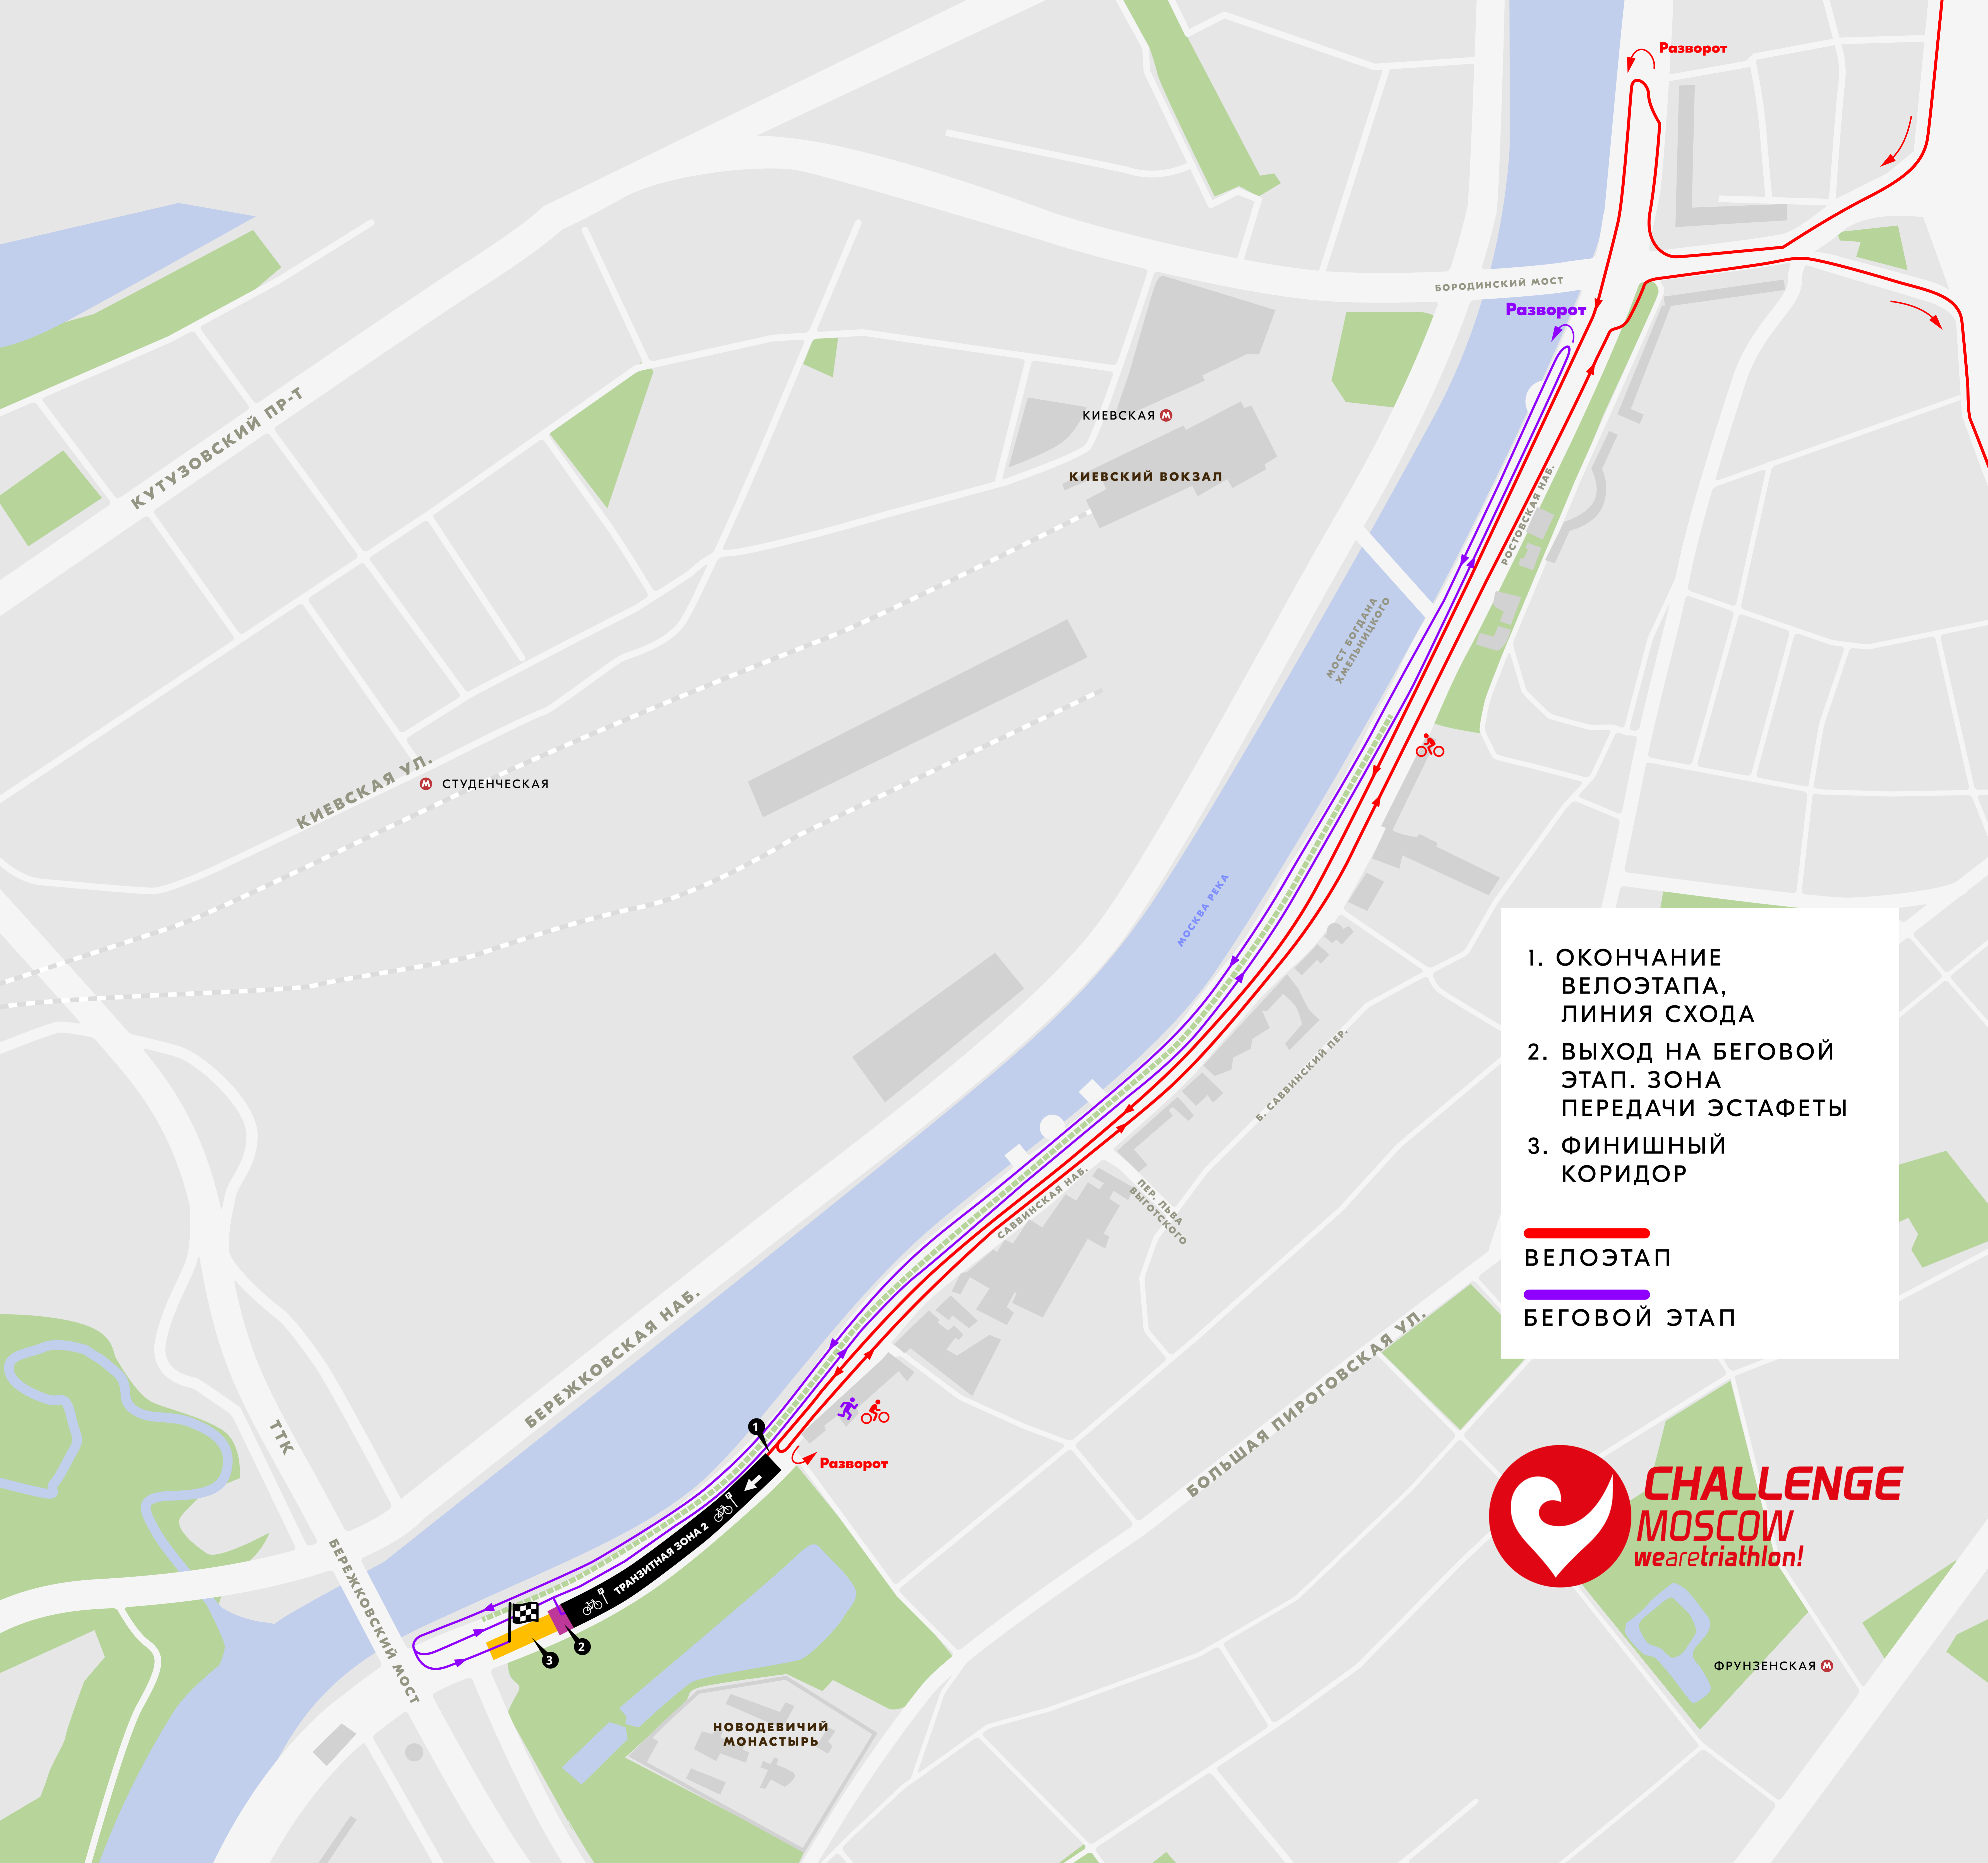 Разворот
БОРОДИНСКИЙ МОСТ
Разворот
КУТУЗОВСКИЙ ПР-Т
КИЕВСКАЯ М
КИЕВСКИЙ ВОКЗАЛ
РОСТОВСКАЯ НАБ.
МОСТ БОГДАНА
ХМЕЛЬНИЦКОГО
КИЕВСКАЯ УЛ.
М СТУДЕНЧЕСКАЯ
МОСКВА РЕКА
1. ОКОНЧАНИЕ
ВЕЛОЭТАПА,
ЛИНИЯ СХОДА
2. ВЫХОД НА БЕГОВОЙ
ЭТАП. ЗОНА
ПЕРЕДАЧИ ЭСТАФЕТЫ
3. ФИНИШНЫЙ
КОРИДОР
ВЕЛОЭТАП
БЕГОВОЙ ЭТАП
Б. САВВИНСКИЙ ПЕР.
САВВИНСКАЯ НАБ.
ПЕР. ЛЬВА
ВЫГОТСКОГО
БЕРЕЖКОВСКАЯ НАБ.
БОЛЬШАЯ ПИРОГОВСКАЯ УЛ.
ТТК
1
Разворот
ТРАНЗИТНАЯ ЗОНА 2
БЕРЕЖКОВСКИЙ МОСТ
2
3
CHALLENGE
MOSCOW
wearetriathlon!
ФРУНЗЕНСКАЯ М
НОВОДЕВИЧИЙ
МОНАСТЫРЬ